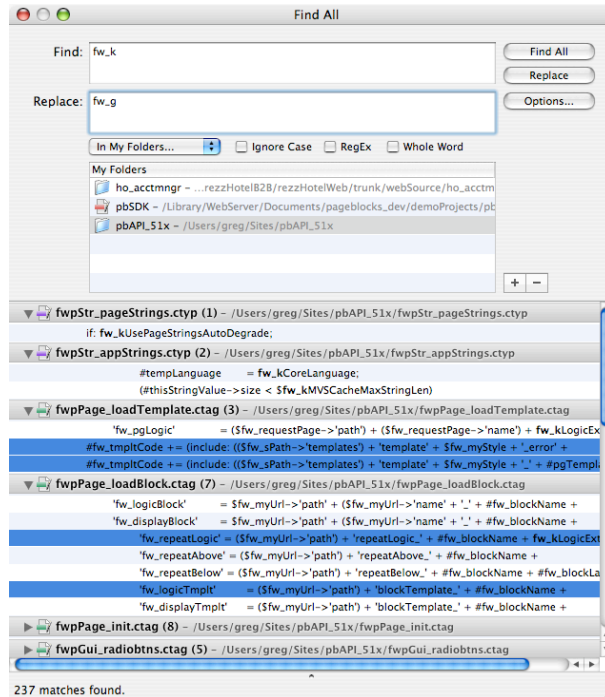 Find All
Find:
fw_k
Find All
Replace
Replace:
fw_g
Options...
In My Folders...
Ignore Case
RegEx
Whole Word
My Folders
ho_acctmngr – ...rezzHotelB2B/rezzHotelWeb/trunk/webSource/ho_acctm
pbSDK – /Library/WebServer/Documents/pageblocks_dev/demoProjects/pb
pbAPI_51x – /Users/greg/Sites/pbAPI_51x
+ −
fwpStr_pageStrings.ctyp (1) – /Users/greg/Sites/pbAPI_51x/fwpStr_pageStrings.ctyp
if: fw_kUsePageStringsAutoDegrade;
fwpStr_appStrings.ctyp (2) – /Users/greg/Sites/pbAPI_51x/fwpStr_appStrings.ctyp
#tempLanguage = fw_kCoreLanguage;
(#thisStringValue->size < $fw_kMVSCacheMaxStringLen)
fwpPage_loadTemplate.ctag (3) – /Users/greg/Sites/pbAPI_51x/fwpPage_loadTemplate.ctag
'fw_pgLogic' = ($fw_requestPage->'path') + ($fw_requestPage->'name') + fw_kLogicEx
#fw_tmpltCode += (include: (($fw_sPath->'templates') + 'template' + $fw_myStyle + '_error' +
#fw_tmpltCode += (include: (($fw_sPath->'templates') + 'template' + $fw_myStyle + '_' + #pgTempl
fwpPage_loadBlock.ctag (7) – /Users/greg/Sites/pbAPI_51x/fwpPage_loadBlock.ctag
'fw_logicBlock' = $fw_myUrl->'path' + ($fw_myUrl->'name' + '_' + #fw_blockName +
'fw_displayBlock' = $fw_myUrl->'path' + ($fw_myUrl->'name' + '_' + #fw_blockName +
'fw_repeatLogic' = ($fw_myUrl->'path') + 'repeatLogic_' + #fw_blockName + fw_kLogicExt
'fw_repeatAbove' = ($fw_myUrl->'path') + 'repeatAbove_' + #fw_blockName +
'fw_repeatBelow' = ($fw_myUrl->'path') + 'repeatBelow_' + #fw_blockName + #fw_blockLa
'fw_logicTmplt' = ($fw_myUrl->'path') + 'blockTemplate_' + #fw_blockName +
'fw_displayTmplt' = ($fw_myUrl->'path') + 'blockTemplate_' + #fw_blockName +
fwpPage_init.ctag (8) – /Users/greg/Sites/pbAPI_51x/fwpPage_init.ctag
fwpGui_radiobtns.ctag (5) – /Users/greg/Sites/pbAPI_51x/fwpGui_radiobtns.ctag
237 matches found.